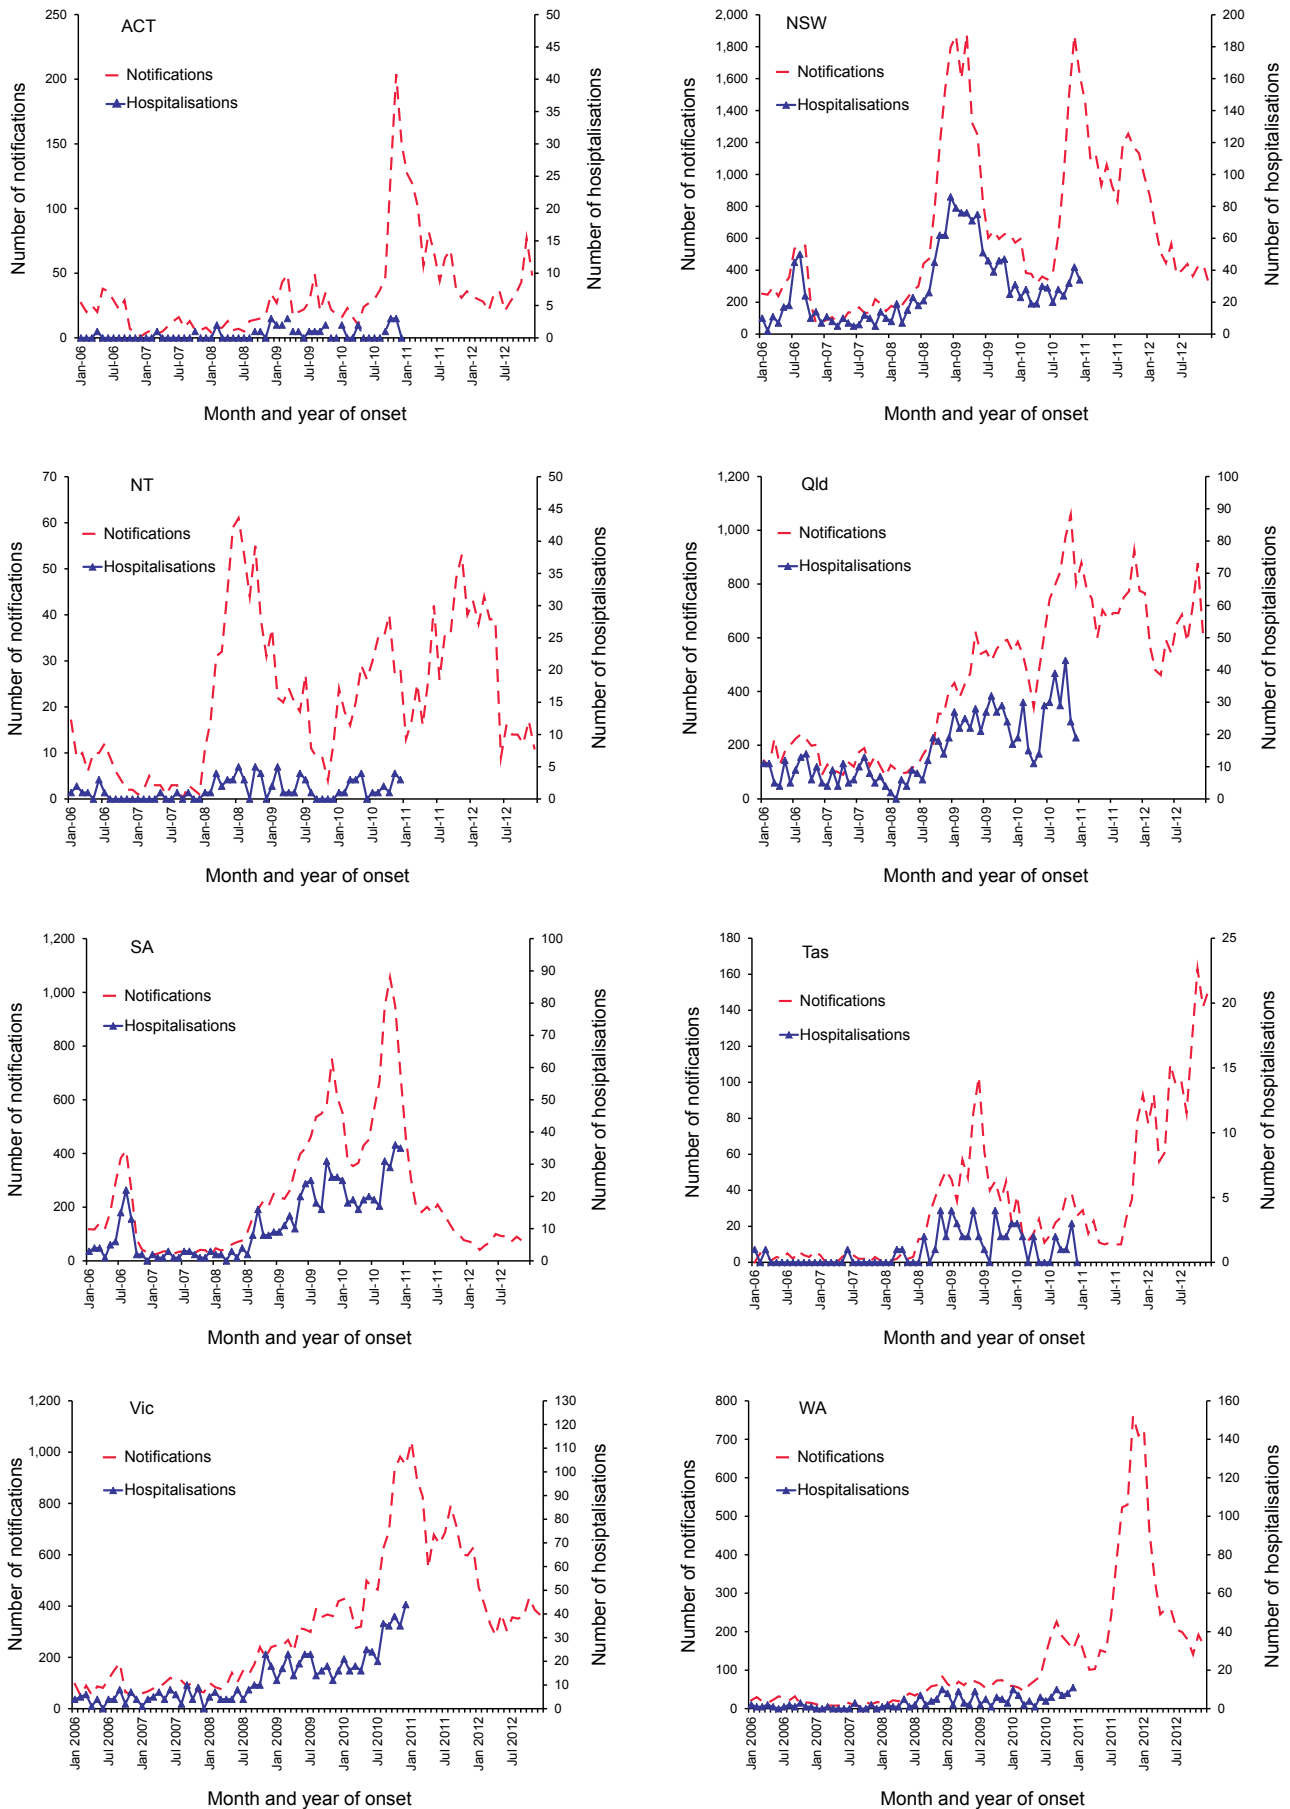 ACT
Notifications
Hospitalisations
Number of notifications
250
200
150
100
50
0
50
45
40
35
30
25
20
15
10
5
0
Number of hosiptalisations
Jan-06
Jul-06
Jan-07
Jul-07
Jan-08
Jul-08
Jan-09
Jul-09
Jan-10
Jul-10
Jan-11
Jul-11
Jan-12
Jul-12
Month and year of onset
NSW
Notifications
Hospitalisations
Number of notifications
2,000
1,800
1,600
1,400
1,200
1,000
800
600
400
200
0
200
180
160
140
120
100
80
60
40
20
0
Number of hospitalisations
Jan-06
Jul-06
Jan-07
Jul-07
Jan-08
Jul-08
Jan-09
Jul-09
Jan-10
Jul-10
Jan-11
Jul-11
Jan-12
Jul-12
Month and year of onset
NT
Notifications
Hospitalisations
Number of notifications
70
60
50
40
30
20
10
0
50
45
40
35
30
25
20
15
10
5
0
Number of hosiptalisations
Jan-06
Jul-06
Jan-07
Jul-07
Jan-08
Jul-08
Jan-09
Jul-09
Jan-10
Jul-10
Jan-11
Jul-11
Jan-12
Jul-12
Month and year of onset
Qld
Notifications
Hospitalisations
Number of notifications
1,200
1,000
800
600
400
200
0
100
90
80
70
60
50
40
30
20
10
0
Number of hospitalisations
Jan-06
Jul-06
Jan-07
Jul-07
Jan-08
Jul-08
Jan-09
Jul-09
Jan-10
Jul-10
Jan-11
Jul-11
Jan-12
Jul-12
Month and year of onset
SA
Notifications
Hospitalisations
Number of notifications
1,200
1,000
800
600
400
200
0
100
90
80
70
60
50
40
30
20
10
0
Number of hosiptalisations
Jan-06
Jul-06
Jan-07
Jul-07
Jan-08
Jul-08
Jan-09
Jul-09
Jan-10
Jul-10
Jan-11
Jul-11
Jan-12
Jul-12
Month and year of onset
Tas
Notifications
Hospitalisations
Number of notifications
180
160
140
120
100
80
60
40
20
0
25
20
15
10
5
0
Number of hospitalisations
Jan-06
Jul-06
Jan-07
Jul-07
Jan-08
Jul-08
Jan-09
Jul-09
Jan-10
Jul-10
Jan-11
Jul-11
Jan-12
Jul-12
Month and year of onset
Vic
Notifications
Hospitalisations
Number of notifications
1,200
1,000
800
600
400
200
0
130
120
110
100
90
80
70
60
50
40
30
20
10
0
Number of hosiptalisations
Jan 2006
Jul 2006
Jan 2007
Jul 2007
Jan 2008
Jul 2008
Jan 2009
Jul 2009
Jan 2010
Jul 2010
Jan 2011
Jul 2011
Jan 2012
Jul 2012
Month and year of onset
WA
Notifications
Hospitalisations
Number of notifications
800
700
600
500
400
300
200
100
0
160
140
120
100
80
60
40
20
0
Number of hospitalisations
Jan 2006
Jul 2006
Jan 2007
Jul 2007
Jan 2008
Jul 2008
Jan 2009
Jul 2009
Jan 2010
Jul 2010
Jan 2011
Jul 2011
Jan 2012
Jul 2012
Month and year of onset